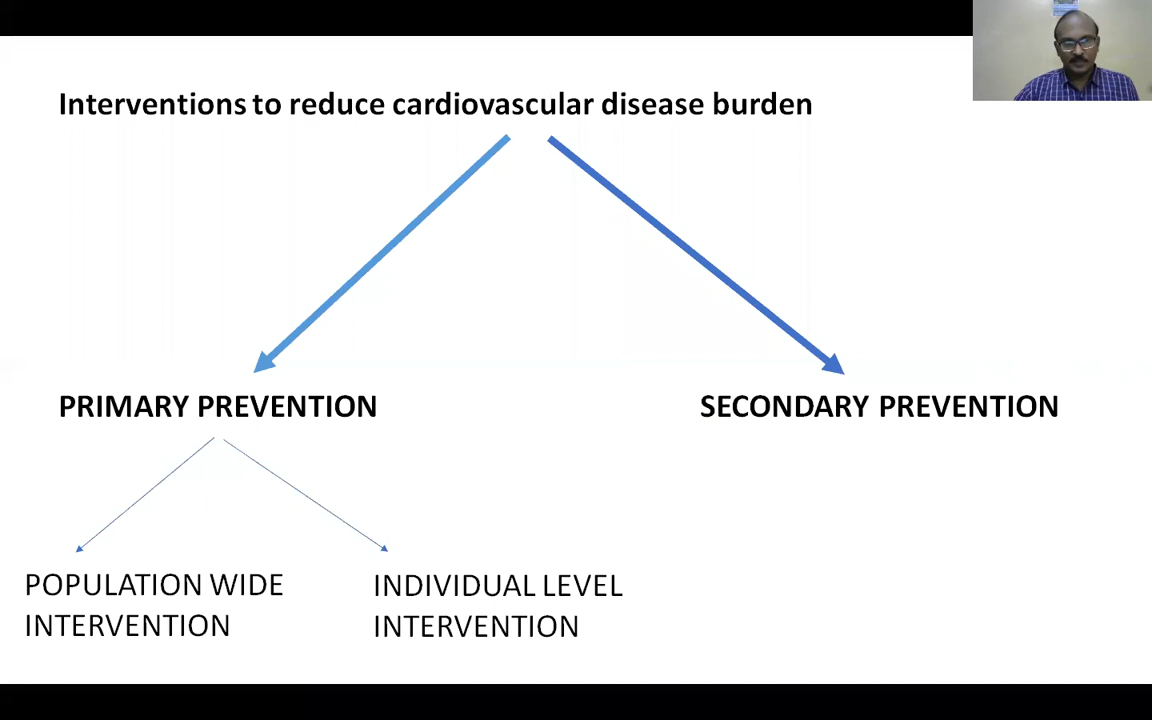 Interventions to reduce cardiovascular disease burden
PRIMARY PREVENTION
SECONDARY PREVENTION
POPULATION WIDE
INTERVENTION
INDIVIDUAL LEVEL
INTERVENTION